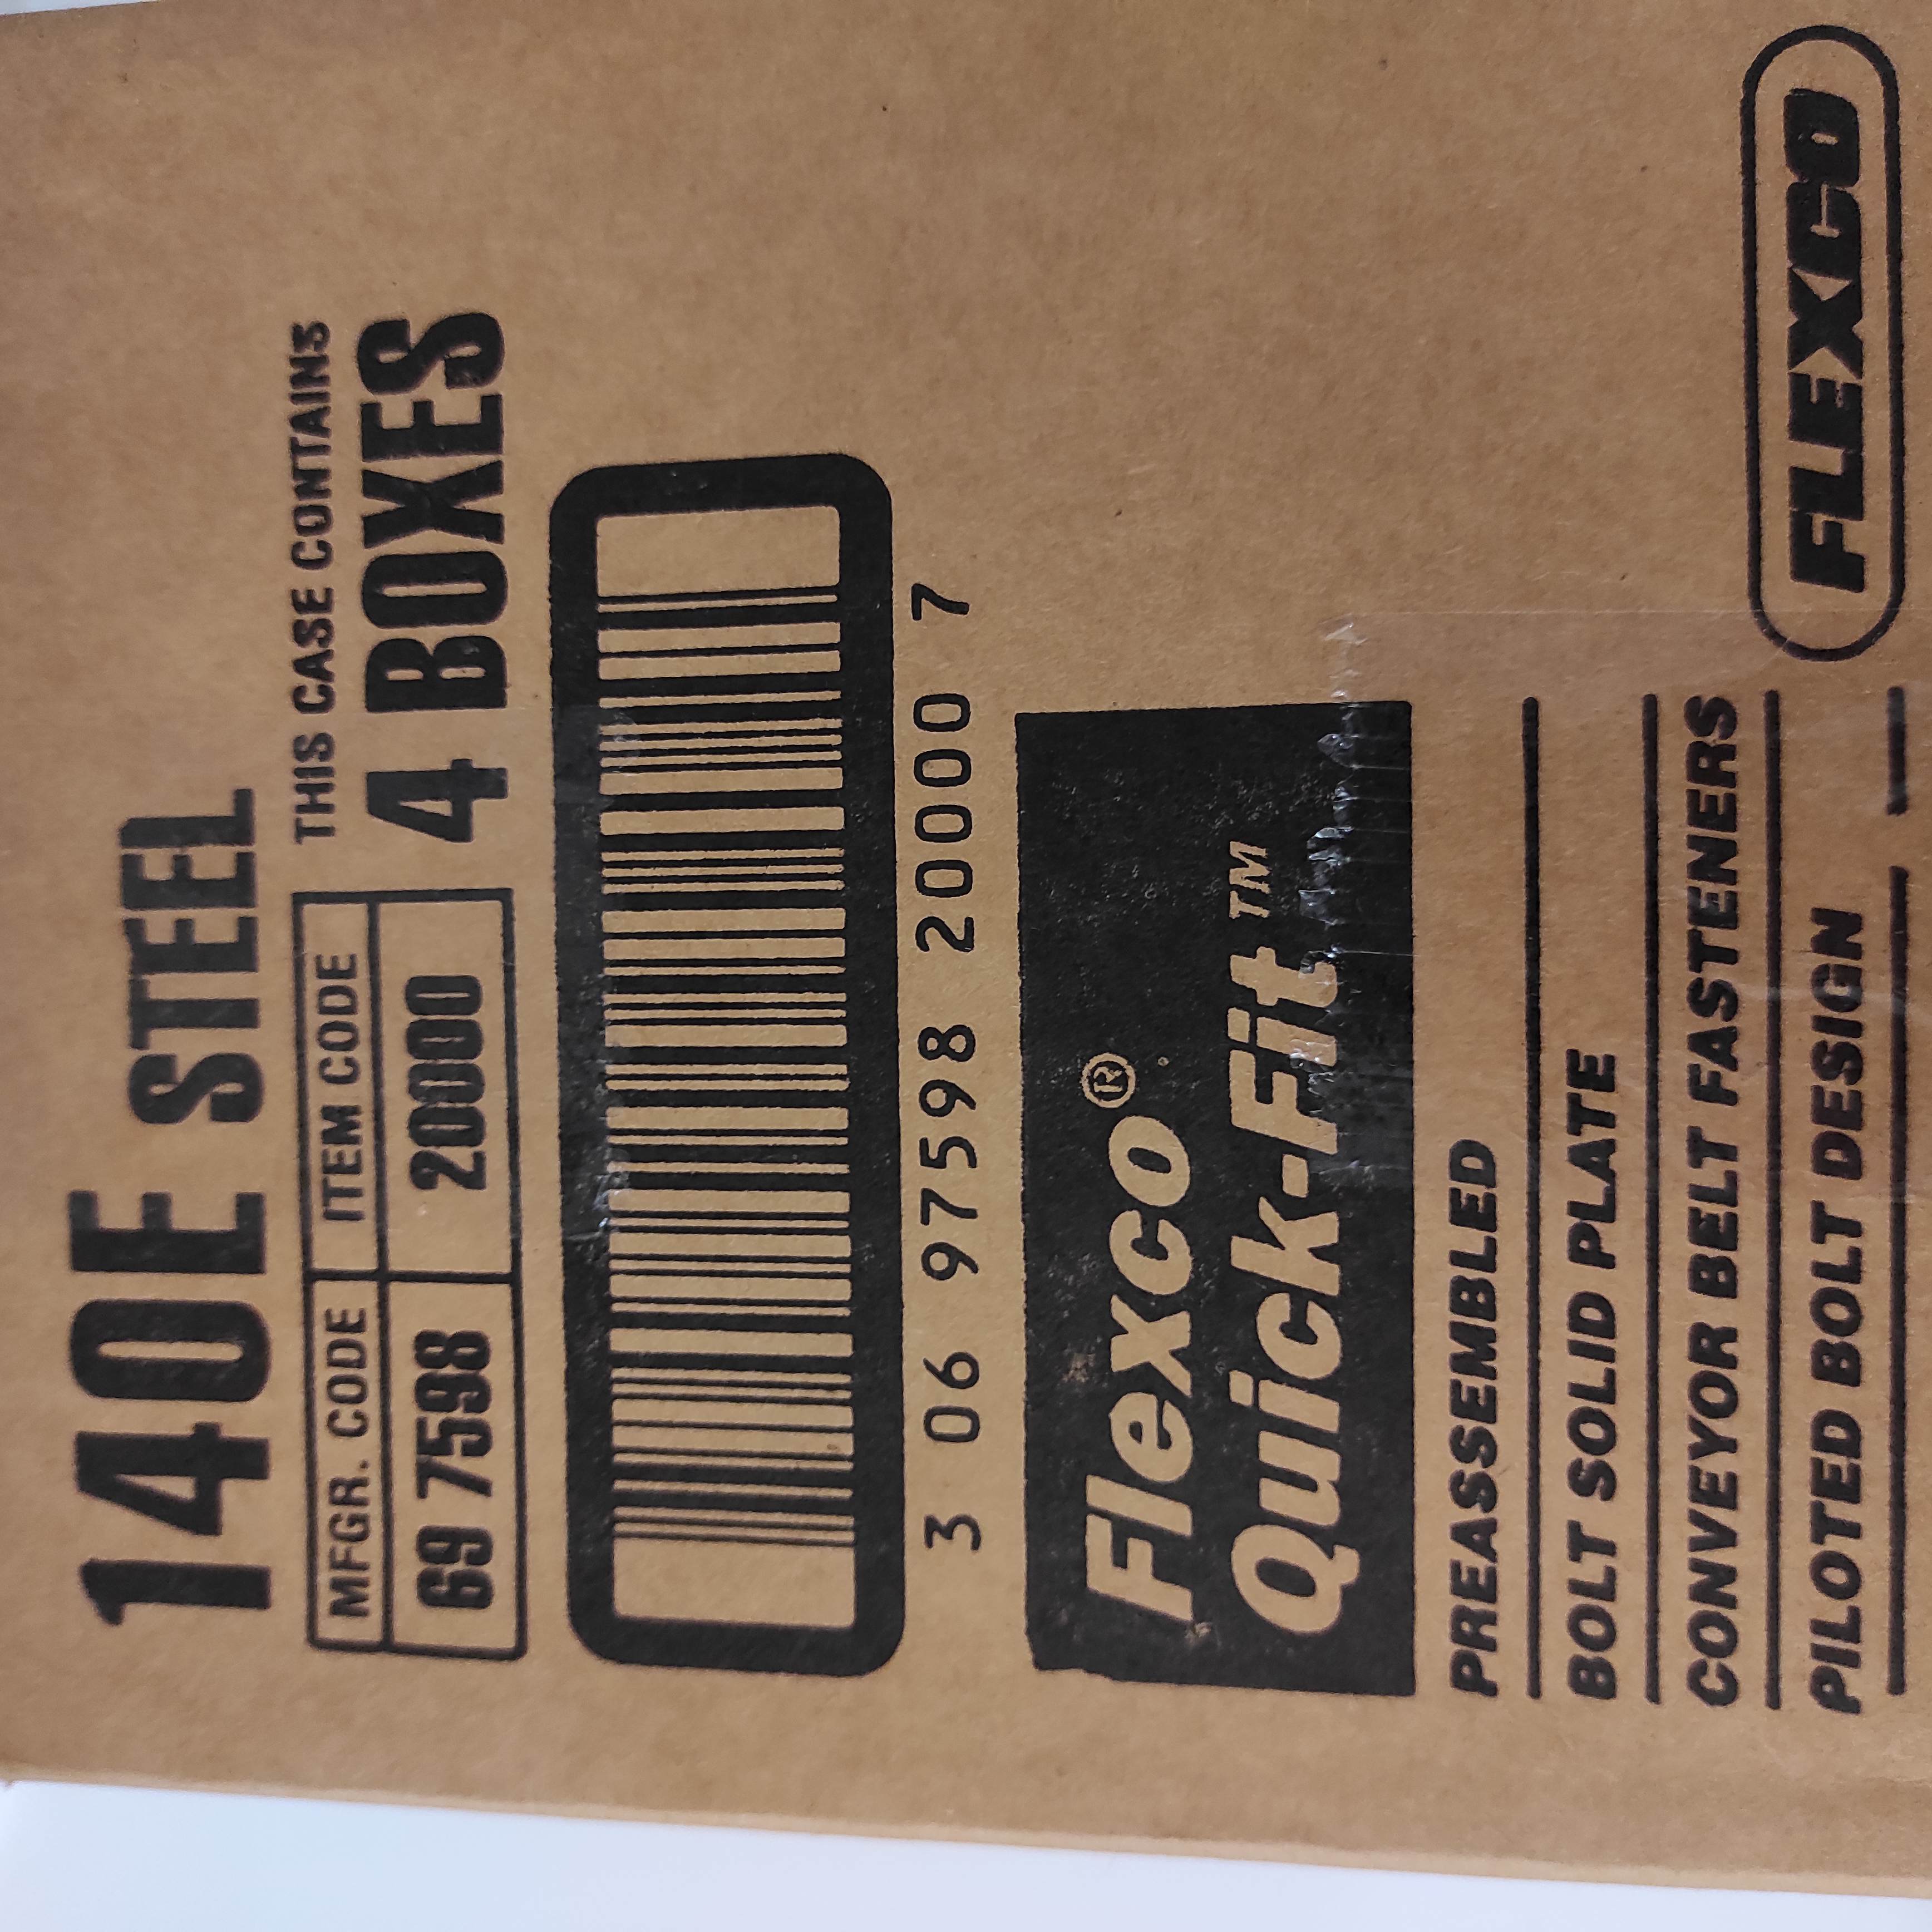 140E STEEL
MFGR. CODE ITEM CODE
69 7598 20000
THIS CASE CONTAINS
4 BOXES
3 06 97598 20000 7
Flexco®
Quick-Fit™
PREASSEMBLED
BOLT SOLID PLATE
CONVEYOR BELT FASTENERS
PILOTED BOLT DESIGN
FLEXCO